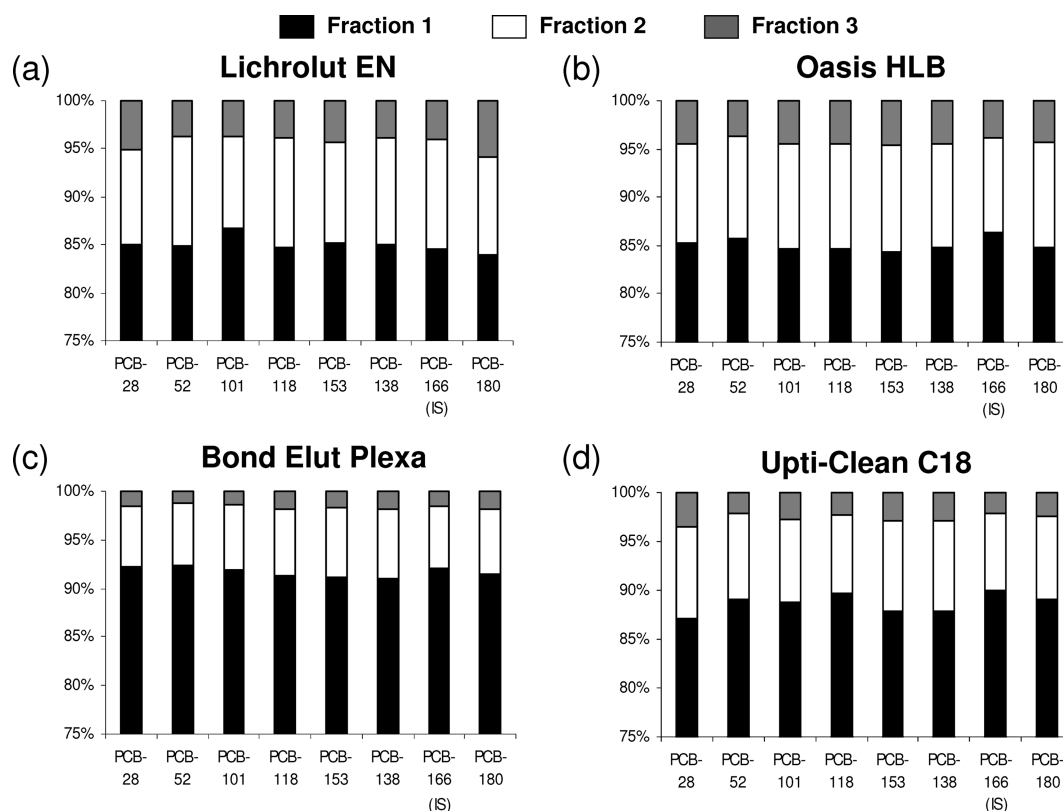 Fraction 1 Fraction 2 Fraction 3
(a) Lichrolut EN
100%
95%
90%
85%
80%
75%
PCB-28 PCB-52 PCB-101 PCB-118 PCB-153 PCB-138 PCB-166 (IS) PCB-180
(b) Oasis HLB
100%
95%
90%
85%
80%
75%
PCB-28 PCB-52 PCB-101 PCB-118 PCB-153 PCB-138 PCB-166 (IS) PCB-180
(c) Bond Elut Plexa
100%
95%
90%
85%
80%
75%
PCB-28 PCB-52 PCB-101 PCB-118 PCB-153 PCB-138 PCB-166 (IS) PCB-180
(d) Upti-Clean C18
100%
95%
90%
85%
80%
75%
PCB-28 PCB-52 PCB-101 PCB-118 PCB-153 PCB-138 PCB-166 (IS) PCB-180